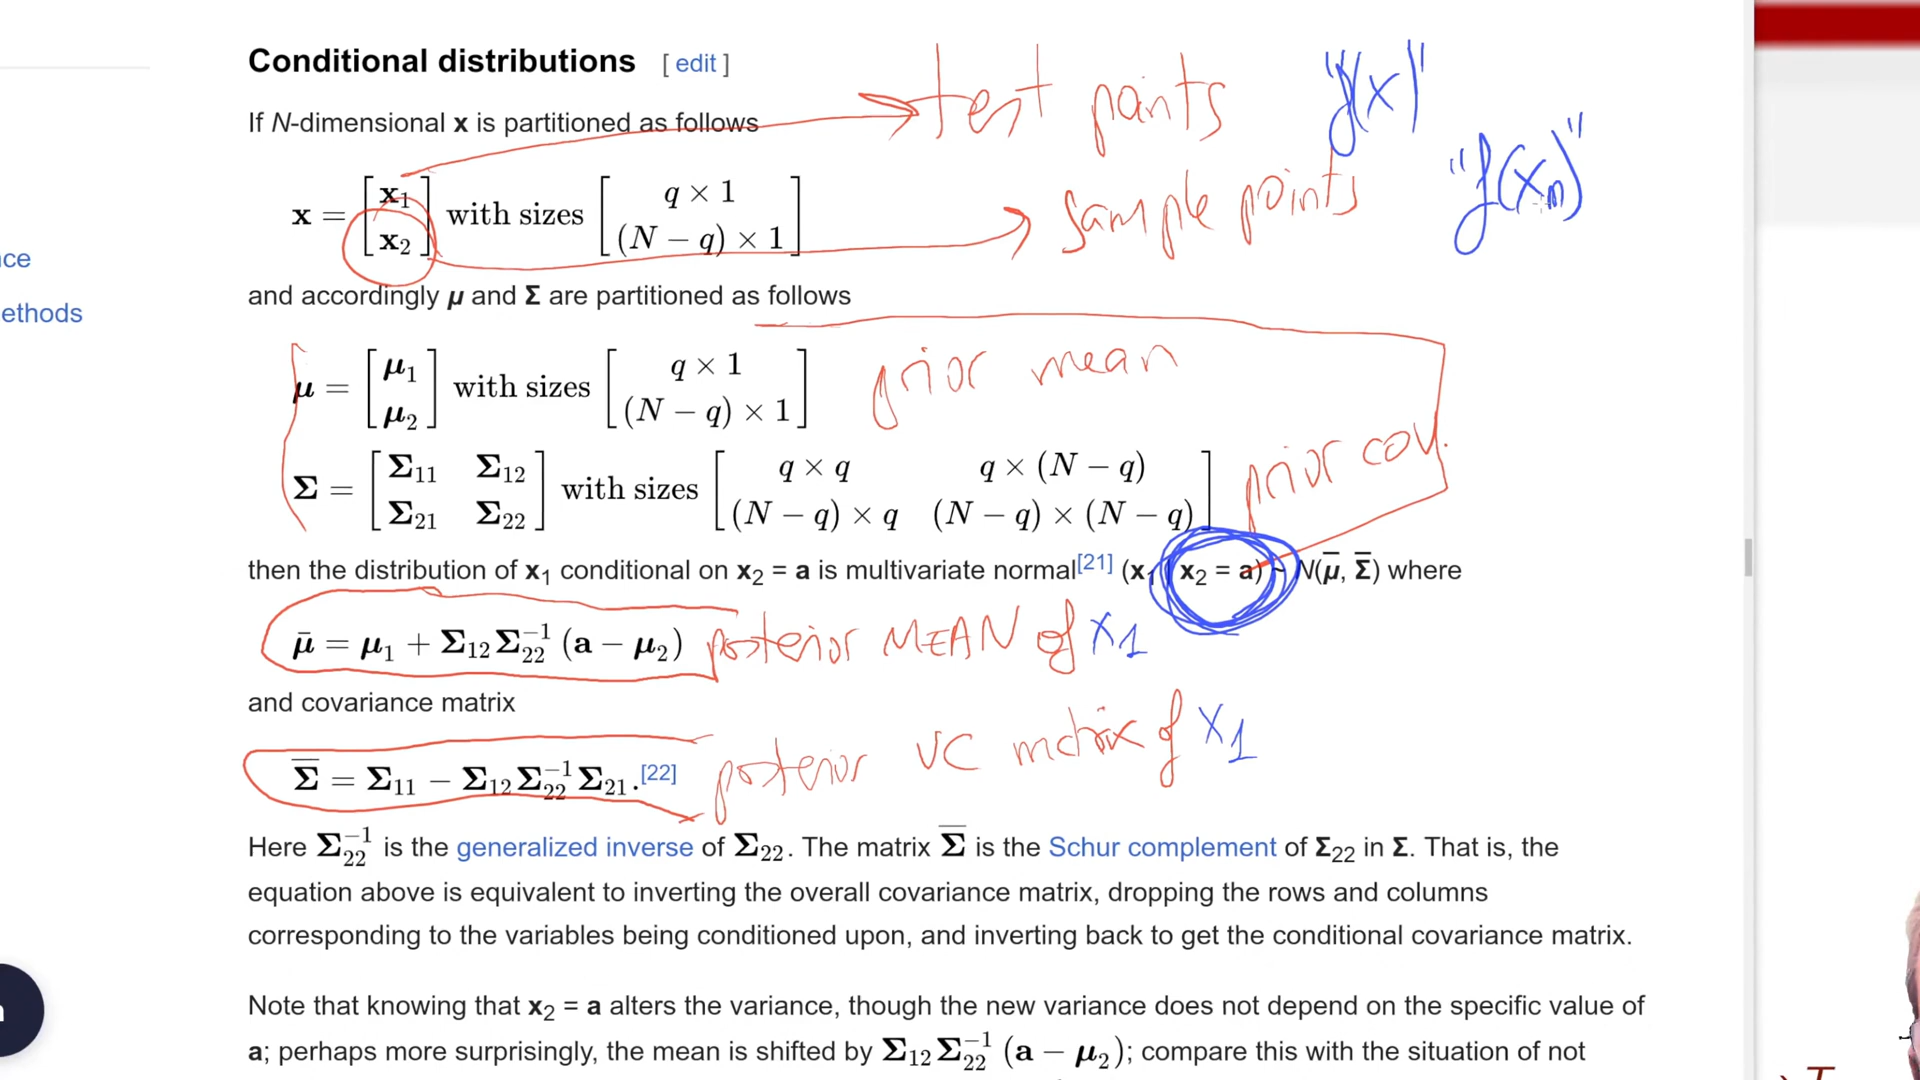 Conditional distributions [ edit ]
test points "f(x)"
If N-dimensional x is partitioned as follows
"f(xn)"
x = [x1 x2] with sizes [q × 1 (N − q) × 1]
sample points
ce
and accordingly μ and Σ are partitioned as follows
ethods
μ = [μ1 μ2] with sizes [q × 1 (N − q) × 1] prior mean
Σ = [Σ11 Σ12 Σ21 Σ22] with sizes [q × q q × (N − q) (N − q) × q (N − q) × (N − q)] prior cov.
then the distribution of x1 conditional on x2 = a is multivariate normal[21] (x1 | x2 = a) ~ N(μ̄, Σ̄) where
μ̄ = μ1 + Σ12Σ22⁻¹ (a − μ2) posterior MEAN of x1
and covariance matrix
Σ̄ = Σ11 − Σ12Σ22⁻¹Σ21.[22] posterior VC matrix of x1
Here Σ22⁻¹ is the generalized inverse of Σ22. The matrix Σ̄ is the Schur complement of Σ22 in Σ. That is, the
equation above is equivalent to inverting the overall covariance matrix, dropping the rows and columns
corresponding to the variables being conditioned upon, and inverting back to get the conditional covariance matrix.
Note that knowing that x2 = a alters the variance, though the new variance does not depend on the specific value of
a; perhaps more surprisingly, the mean is shifted by Σ12Σ22⁻¹ (a − μ2); compare this with the situation of not